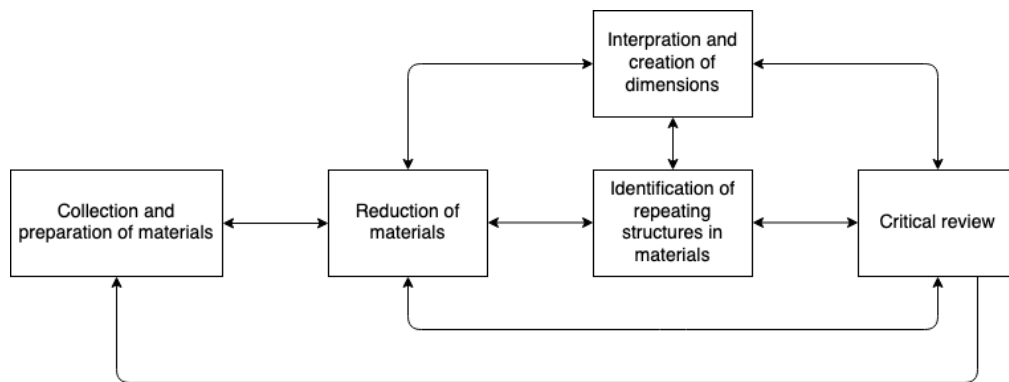 Interpration and
creation of
dimensions
Collection and
preparation of materials
Reduction of
materials
Identification of
repeating
structures in
materials
Critical review